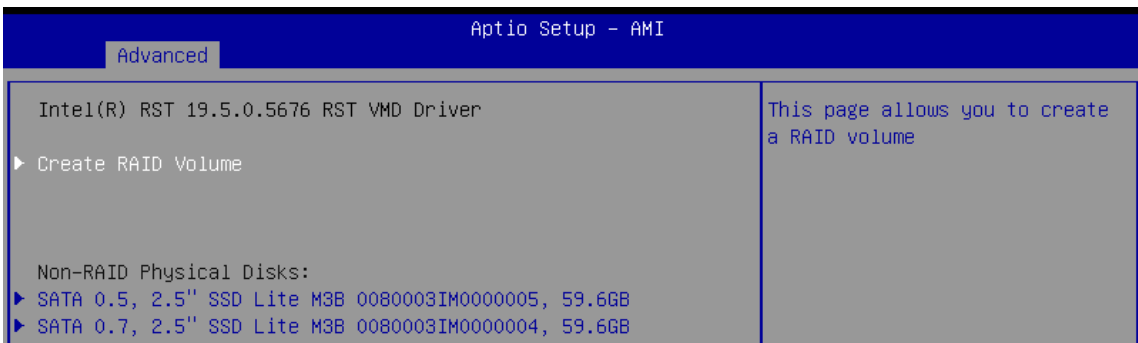 Aptio Setup – AMI
Advanced
Intel(R) RST 19.5.0.5676 RST VMD Driver
Create RAID Volume
Non-RAID Physical Disks:
SATA 0.5, 2.5" SSD Lite M3B 0080003IM0000005, 59.6GB
SATA 0.7, 2.5" SSD Lite M3B 0080003IM0000004, 59.6GB
This page allows you to create
a RAID volume